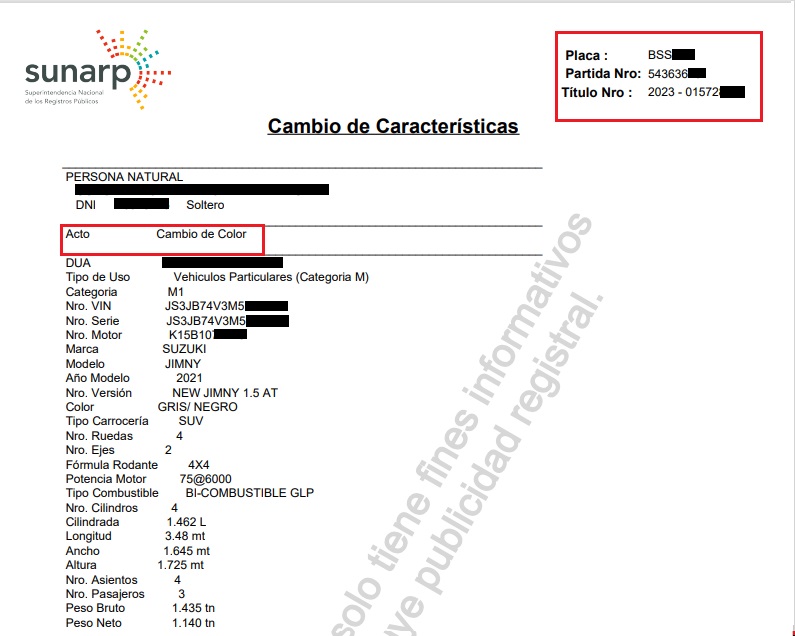 sunarp
Superintendencia Nacional
de los Registros Públicos
Placa : BSS
Partida Nro: 543636
Título Nro : 2023 - 01572
Cambio de Características
PERSONA NATURAL
DNI Soltero
Acto Cambio de Color
DUA
Tipo de Uso Vehiculos Particulares (Categoria M)
Categoria M1
Nro. VIN JS3JB74V3M5
Nro. Serie JS3JB74V3M5
Nro. Motor K15B10
Marca SUZUKI
Modelo JIMNY
Año Modelo 2021
Nro. Versión NEW JIMNY 1.5 AT
Color GRIS/ NEGRO
Tipo Carrocería SUV
Nro. Ruedas 4
Nro. Ejes 2
Fórmula Rodante 4X4
Potencia Motor 75@6000
Tipo Combustible BI-COMBUSTIBLE GLP
Nro. Cilindros 4
Cilindrada 1.462 L
Longitud 3.48 mt
Ancho 1.645 mt
Altura 1.725 mt
Nro. Asientos 4
Nro. Pasajeros 3
Peso Bruto 1.435 tn
Peso Neto 1.140 tn
solo tiene fines informativos
ye publicidad registral.